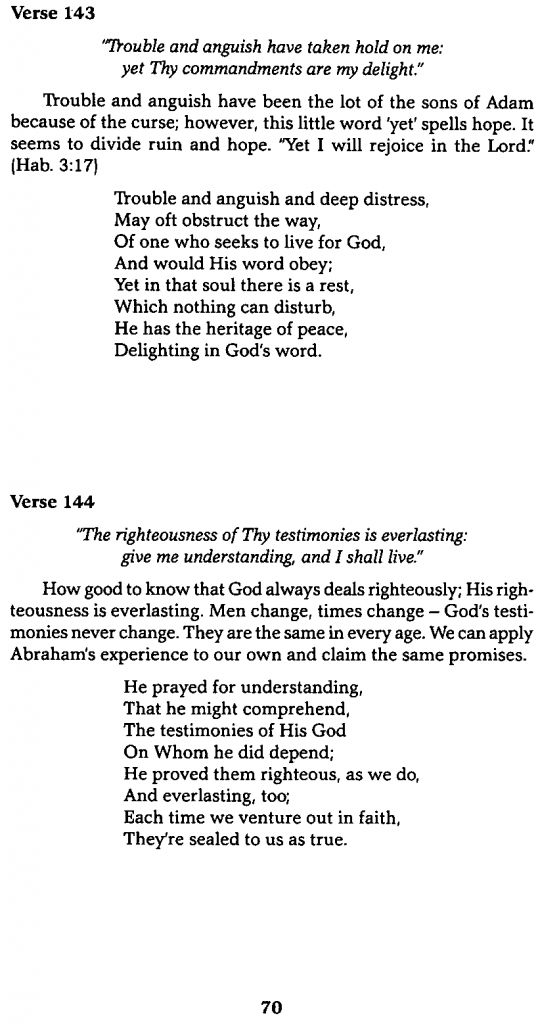 Verse 143
"Trouble and anguish have taken hold on me:
yet Thy commandments are my delight."
Trouble and anguish have been the lot of the sons of Adam
because of the curse; however, this little word 'yet' spells hope. It
seems to divide ruin and hope. "Yet I will rejoice in the Lord."
(Hab. 3:17)
Trouble and anguish and deep distress,
May oft obstruct the way,
Of one who seeks to live for God,
And would His word obey;
Yet in that soul there is a rest,
Which nothing can disturb,
He has the heritage of peace,
Delighting in God's word.
Verse 144
"The righteousness of Thy testimonies is everlasting:
give me understanding, and I shall live."
How good to know that God always deals righteously; His righ-
teousness is everlasting. Men change, times change – God's testi-
monies never change. They are the same in every age. We can apply
Abraham's experience to our own and claim the same promises.
He prayed for understanding,
That he might comprehend,
The testimonies of His God
On Whom he did depend;
He proved them righteous, as we do,
And everlasting, too;
Each time we venture out in faith,
They're sealed to us as true.
70